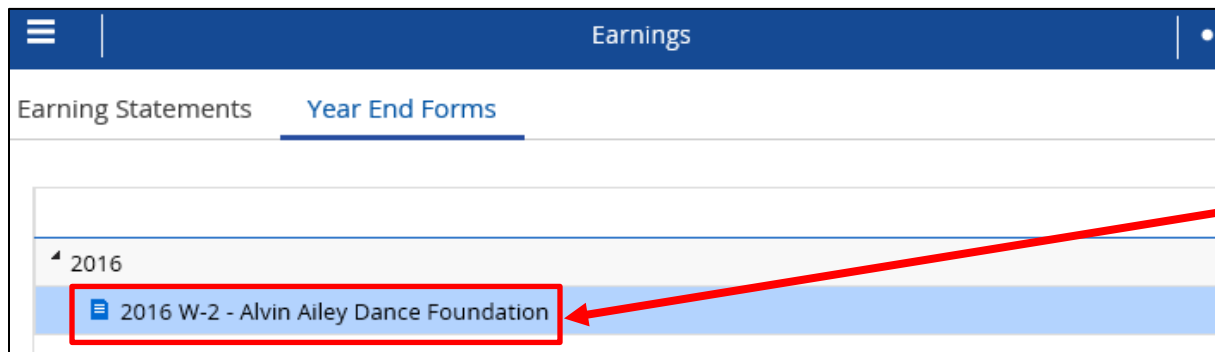 Earnings
Earning Statements Year End Forms
2016
2016 W-2 - Alvin Ailey Dance Foundation